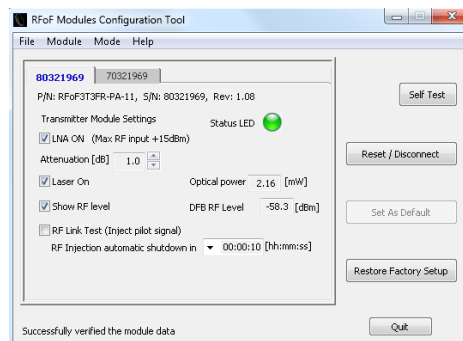 RFoF Modules Configuration Tool
File Module Mode Help
80321969 70321969
P/N: RFoF3T3FR-PA-11, S/N: 80321969, Rev: 1.08
Self Test
Transmitter Module Settings
Status LED
LNA ON (Max RF input +15dBm)
Attenuation [dB] 1.0
Reset / Disconnect
Laser On
Optical power 2.16 [mW]
Show RF level
DFB RF Level -58.3 [dBm]
Set As Default
RF Link Test (Inject pilot signal)
RF Injection automatic shutdown in 00:00:10 [hh:mm:ss]
Restore Factory Setup
Successfully verified the module data
Quit